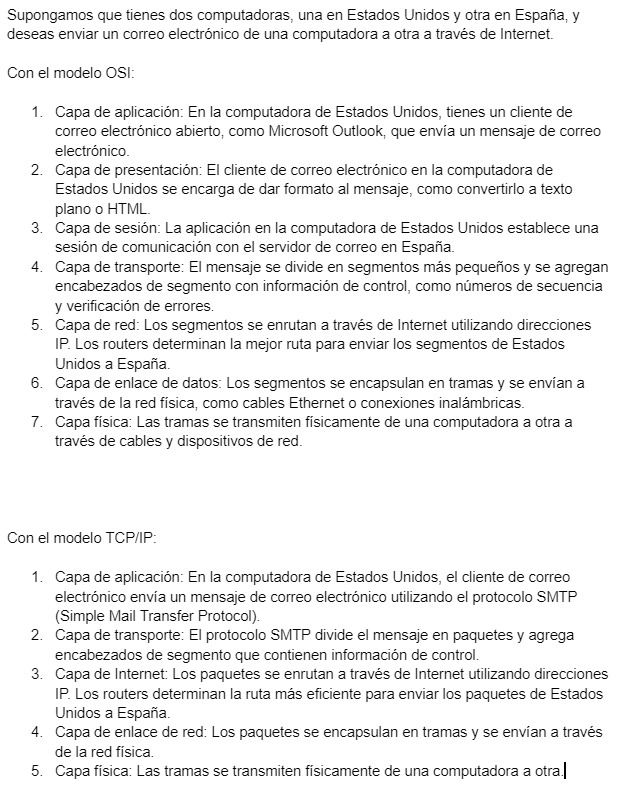 Supongamos que tienes dos computadoras, una en Estados Unidos y otra en España, y
deseas enviar un correo electrónico de una computadora a otra a través de Internet.
Con el modelo OSI:
1. Capa de aplicación: En la computadora de Estados Unidos, tienes un cliente de
correo electrónico abierto, como Microsoft Outlook, que envía un mensaje de correo
electrónico.
2. Capa de presentación: El cliente de correo electrónico en la computadora de
Estados Unidos se encarga de dar formato al mensaje, como convertirlo a texto
plano o HTML.
3. Capa de sesión: La aplicación en la computadora de Estados Unidos establece una
sesión de comunicación con el servidor de correo en España.
4. Capa de transporte: El mensaje se divide en segmentos más pequeños y se agregan
encabezados de segmento con información de control, como números de secuencia
y verificación de errores.
5. Capa de red: Los segmentos se enrutan a través de Internet utilizando direcciones
IP. Los routers determinan la mejor ruta para enviar los segmentos de Estados
Unidos a España.
6. Capa de enlace de datos: Los segmentos se encapsulan en tramas y se envían a
través de la red física, como cables Ethernet o conexiones inalámbricas.
7. Capa física: Las tramas se transmiten físicamente de una computadora a otra a
través de cables y dispositivos de red.
Con el modelo TCP/IP:
1. Capa de aplicación: En la computadora de Estados Unidos, el cliente de correo
electrónico envía un mensaje de correo electrónico utilizando el protocolo SMTP
(Simple Mail Transfer Protocol).
2. Capa de transporte: El protocolo SMTP divide el mensaje en paquetes y agrega
encabezados de segmento que contienen información de control.
3. Capa de Internet: Los paquetes se enrutan a través de Internet utilizando direcciones
IP. Los routers determinan la ruta más eficiente para enviar los paquetes de Estados
Unidos a España.
4. Capa de enlace de red: Los paquetes se encapsulan en tramas y se envían a través
de la red física.
5. Capa física: Las tramas se transmiten físicamente de una computadora a otra.